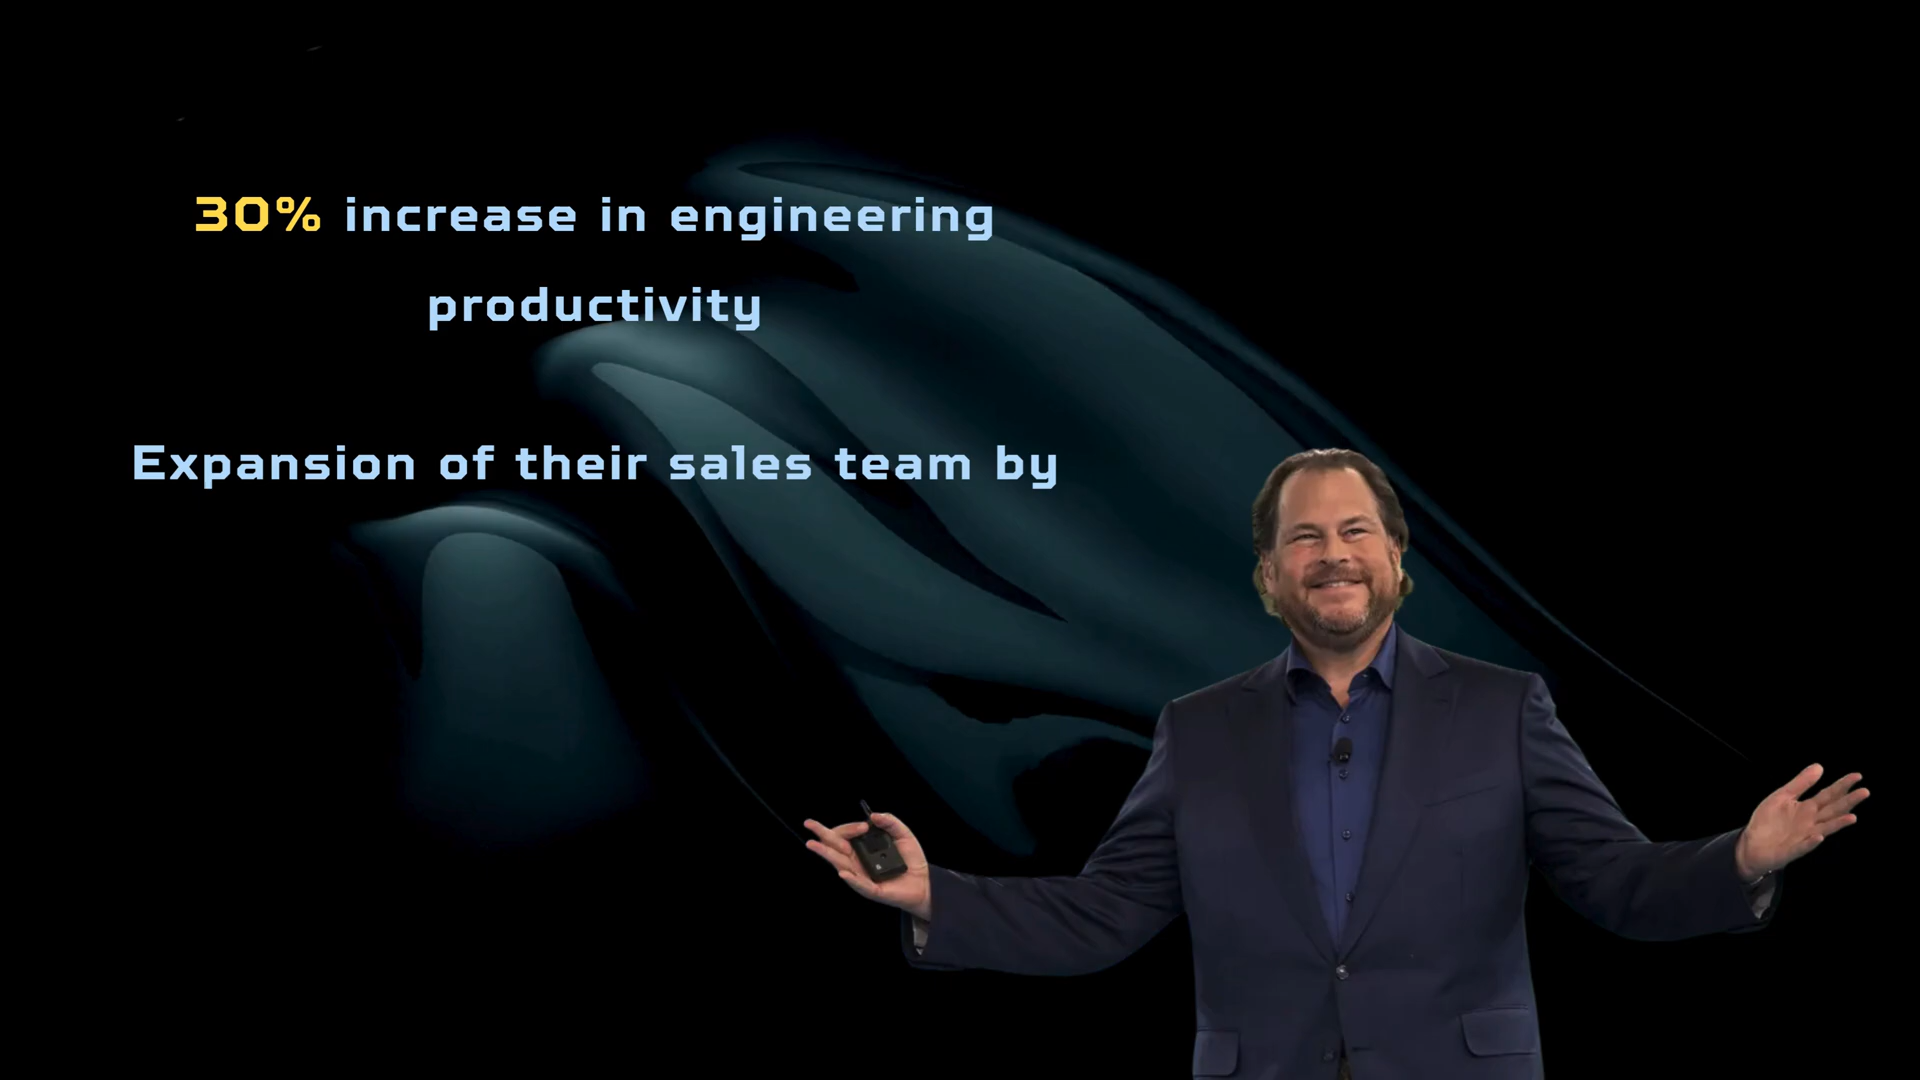 30% increase in engineering
productivity
Expansion of their sales team by